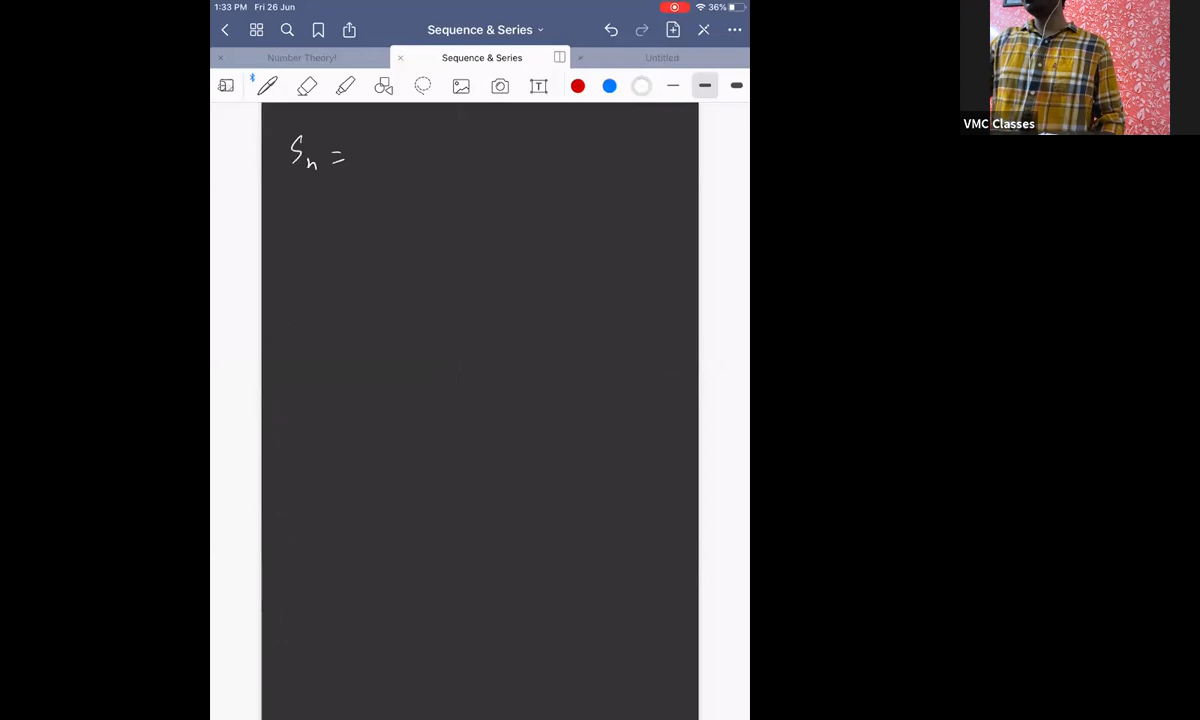 1:33 PM Fri 26 Jun 36%
Sequence & Series
Number Theory! Sequence & Series Untitled
T
VMC Classes
Sn =